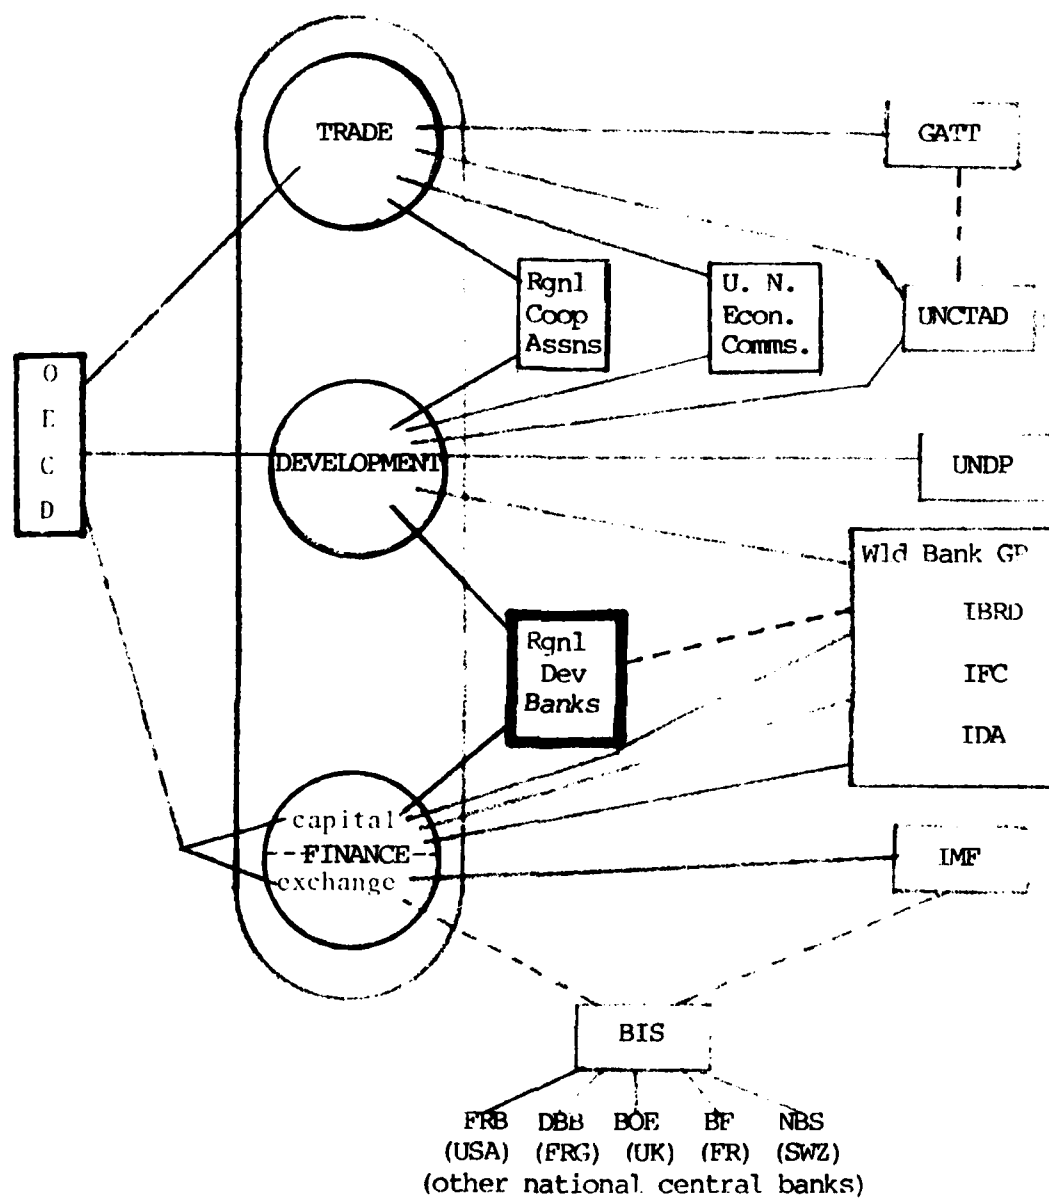 TRADE
GATT
Rgnl
Coop
Assns
U. N.
Econ.
Comms.
UNCTAD
O
E
C
D
DEVELOPMENT
UNDP
Wld Bank GP
IBRD
IFC
IDA
Rgnl
Dev
Banks
capital
FINANCE
exchange
IMF
BIS
FRB DBB BOE BF NBS
(USA) (FRG) (UK) (FR) (SWZ)
(other national central banks)